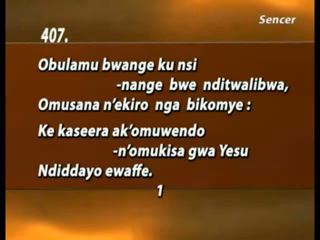 Sencer
407.
Obulamu bwange ku nsi
-nange bwe nditwalibwa,
Omusana n'ekiro nga bikomye :
Ke kaseera ak'omuwendo
-n'omukisa gwa Yesu
Ndiddayo ewaffe.
1